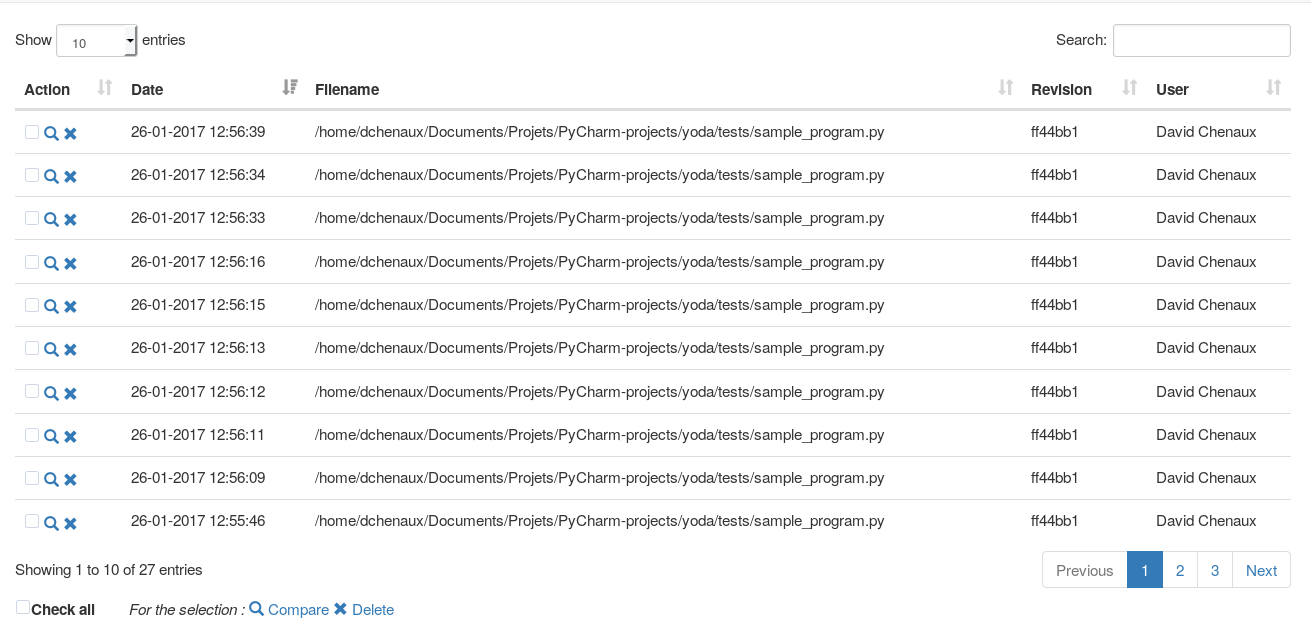 Show 10 entries Search:
Action Date Filename Revision User
26-01-2017 12:56:39 /home/dchenaux/Documents/Projets/PyCharm-projects/yoda/tests/sample_program.py ff44bb1 David Chenaux
26-01-2017 12:56:34 /home/dchenaux/Documents/Projets/PyCharm-projects/yoda/tests/sample_program.py ff44bb1 David Chenaux
26-01-2017 12:56:33 /home/dchenaux/Documents/Projets/PyCharm-projects/yoda/tests/sample_program.py ff44bb1 David Chenaux
26-01-2017 12:56:16 /home/dchenaux/Documents/Projets/PyCharm-projects/yoda/tests/sample_program.py ff44bb1 David Chenaux
26-01-2017 12:56:15 /home/dchenaux/Documents/Projets/PyCharm-projects/yoda/tests/sample_program.py ff44bb1 David Chenaux
26-01-2017 12:56:13 /home/dchenaux/Documents/Projets/PyCharm-projects/yoda/tests/sample_program.py ff44bb1 David Chenaux
26-01-2017 12:56:12 /home/dchenaux/Documents/Projets/PyCharm-projects/yoda/tests/sample_program.py ff44bb1 David Chenaux
26-01-2017 12:56:11 /home/dchenaux/Documents/Projets/PyCharm-projects/yoda/tests/sample_program.py ff44bb1 David Chenaux
26-01-2017 12:56:09 /home/dchenaux/Documents/Projets/PyCharm-projects/yoda/tests/sample_program.py ff44bb1 David Chenaux
26-01-2017 12:55:46 /home/dchenaux/Documents/Projets/PyCharm-projects/yoda/tests/sample_program.py ff44bb1 David Chenaux
Showing 1 to 10 of 27 entries Previous 1 2 3 Next
Check all For the selection : Compare Delete